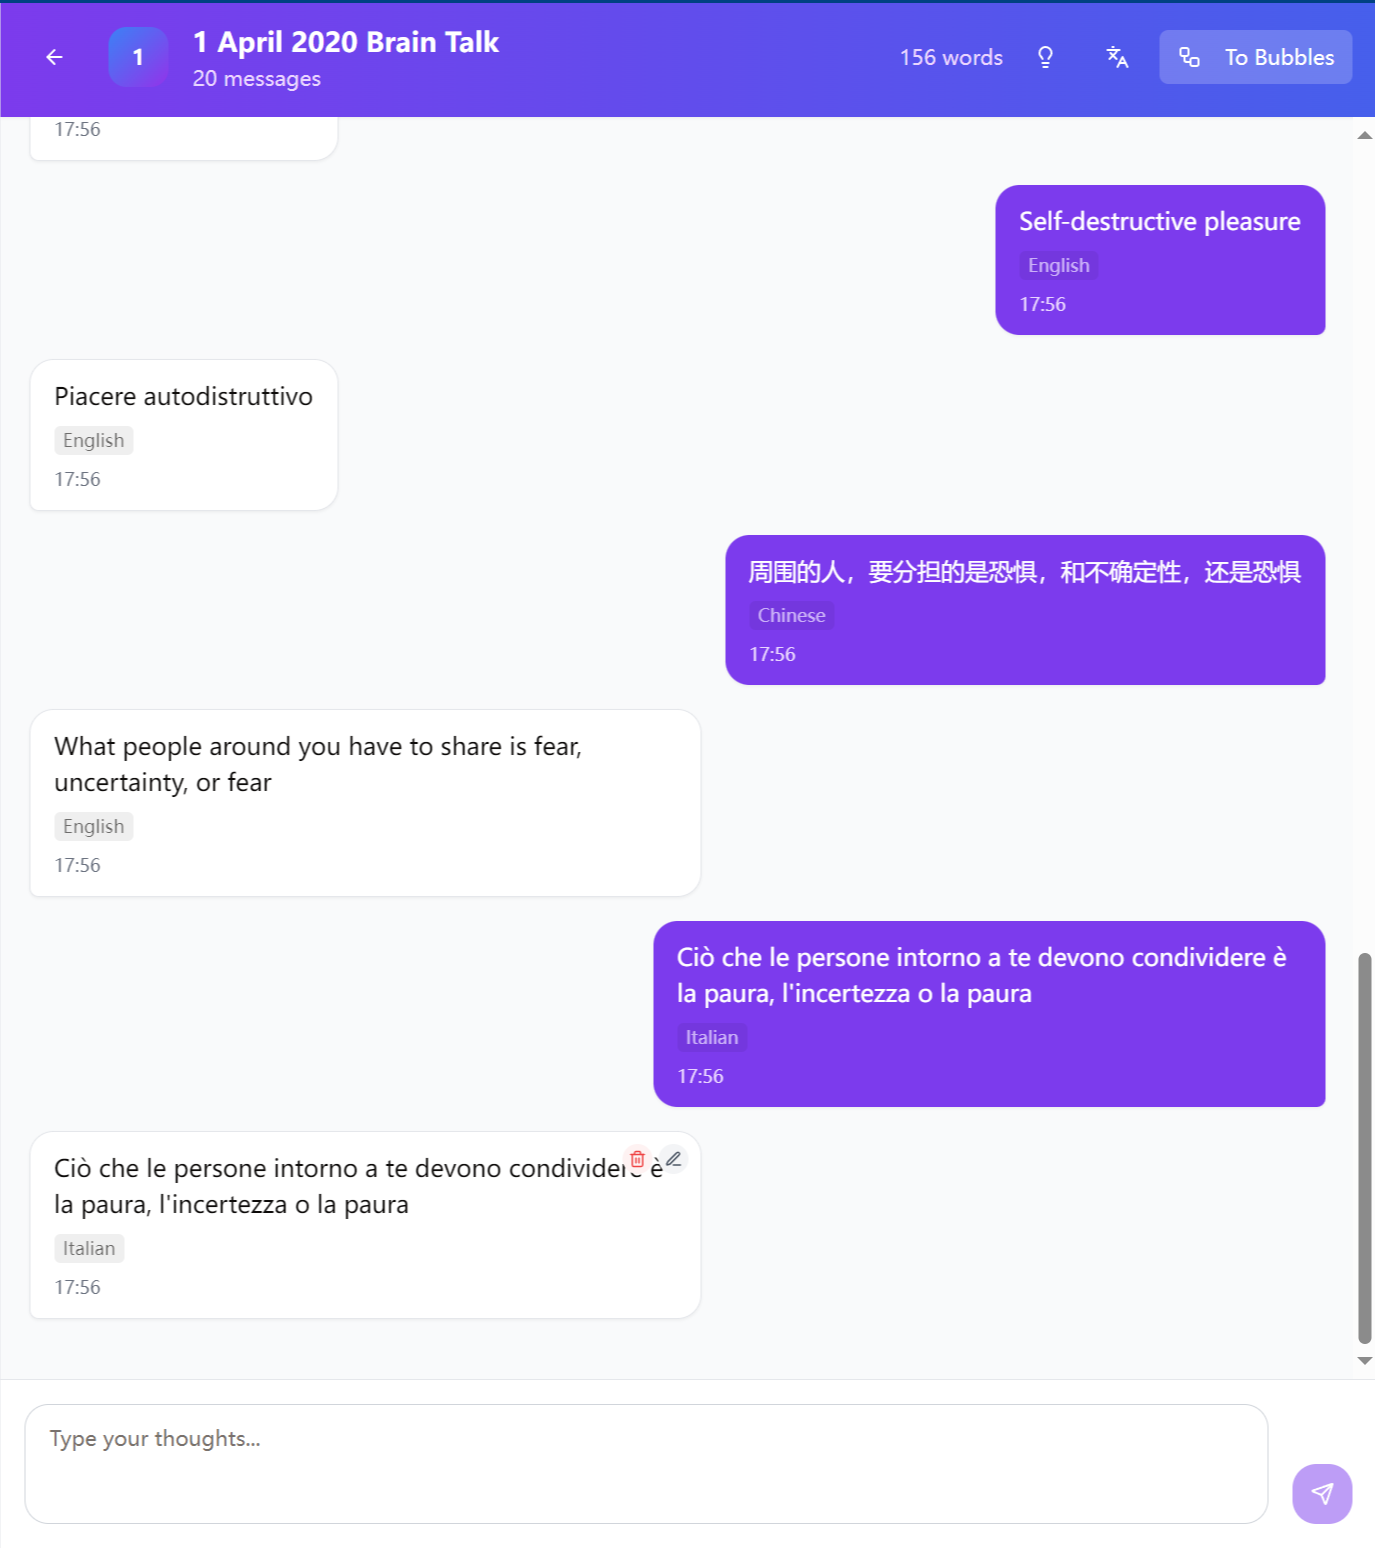 1
1 April 2020 Brain Talk
20 messages
156 words
To Bubbles
17:56
Self-destructive pleasure
English
17:56
Piacere autodistruttivo
English
17:56
周围的人，要分担的是恐惧，和不确定性，还是恐惧
Chinese
17:56
What people around you have to share is fear,
uncertainty, or fear
English
17:56
Ciò che le persone intorno a te devono condividere è
la paura, l'incertezza o la paura
Italian
17:56
Ciò che le persone intorno a te devono condividere è
la paura, l'incertezza o la paura
Italian
17:56
Type your thoughts...